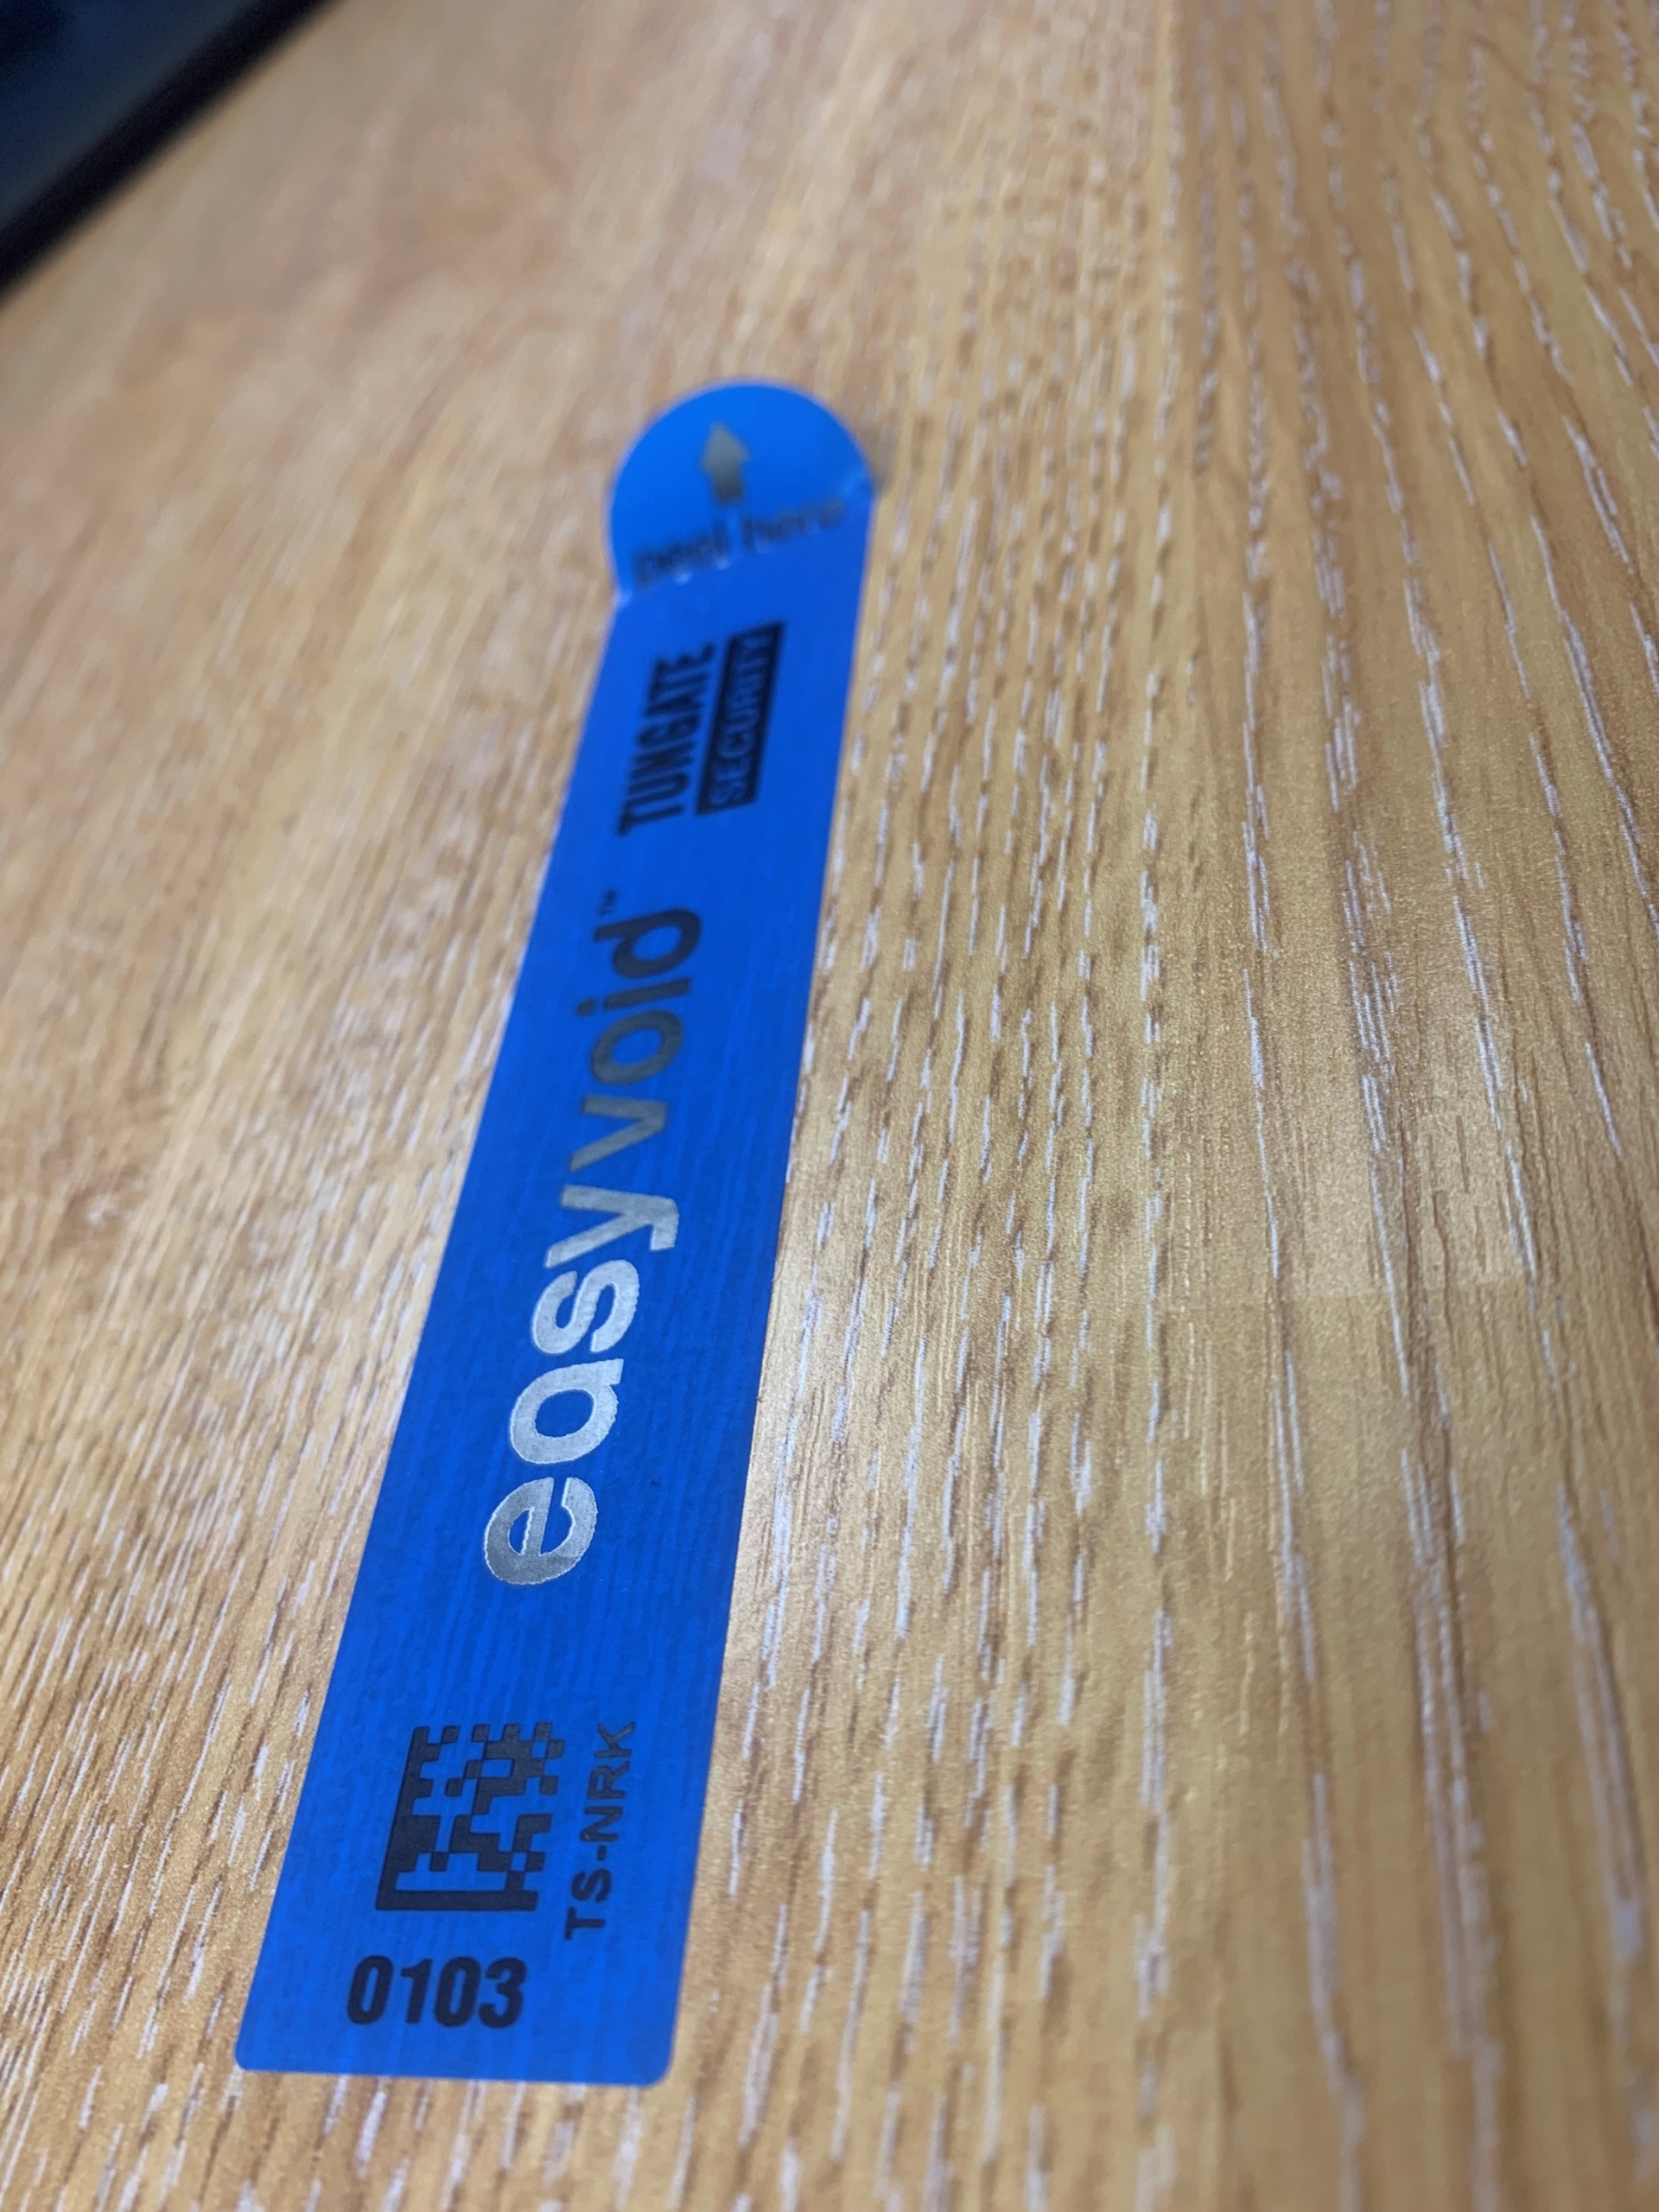 peel here
TUNGATE
SECURITY
easyvoid™
TS-NRK
0103